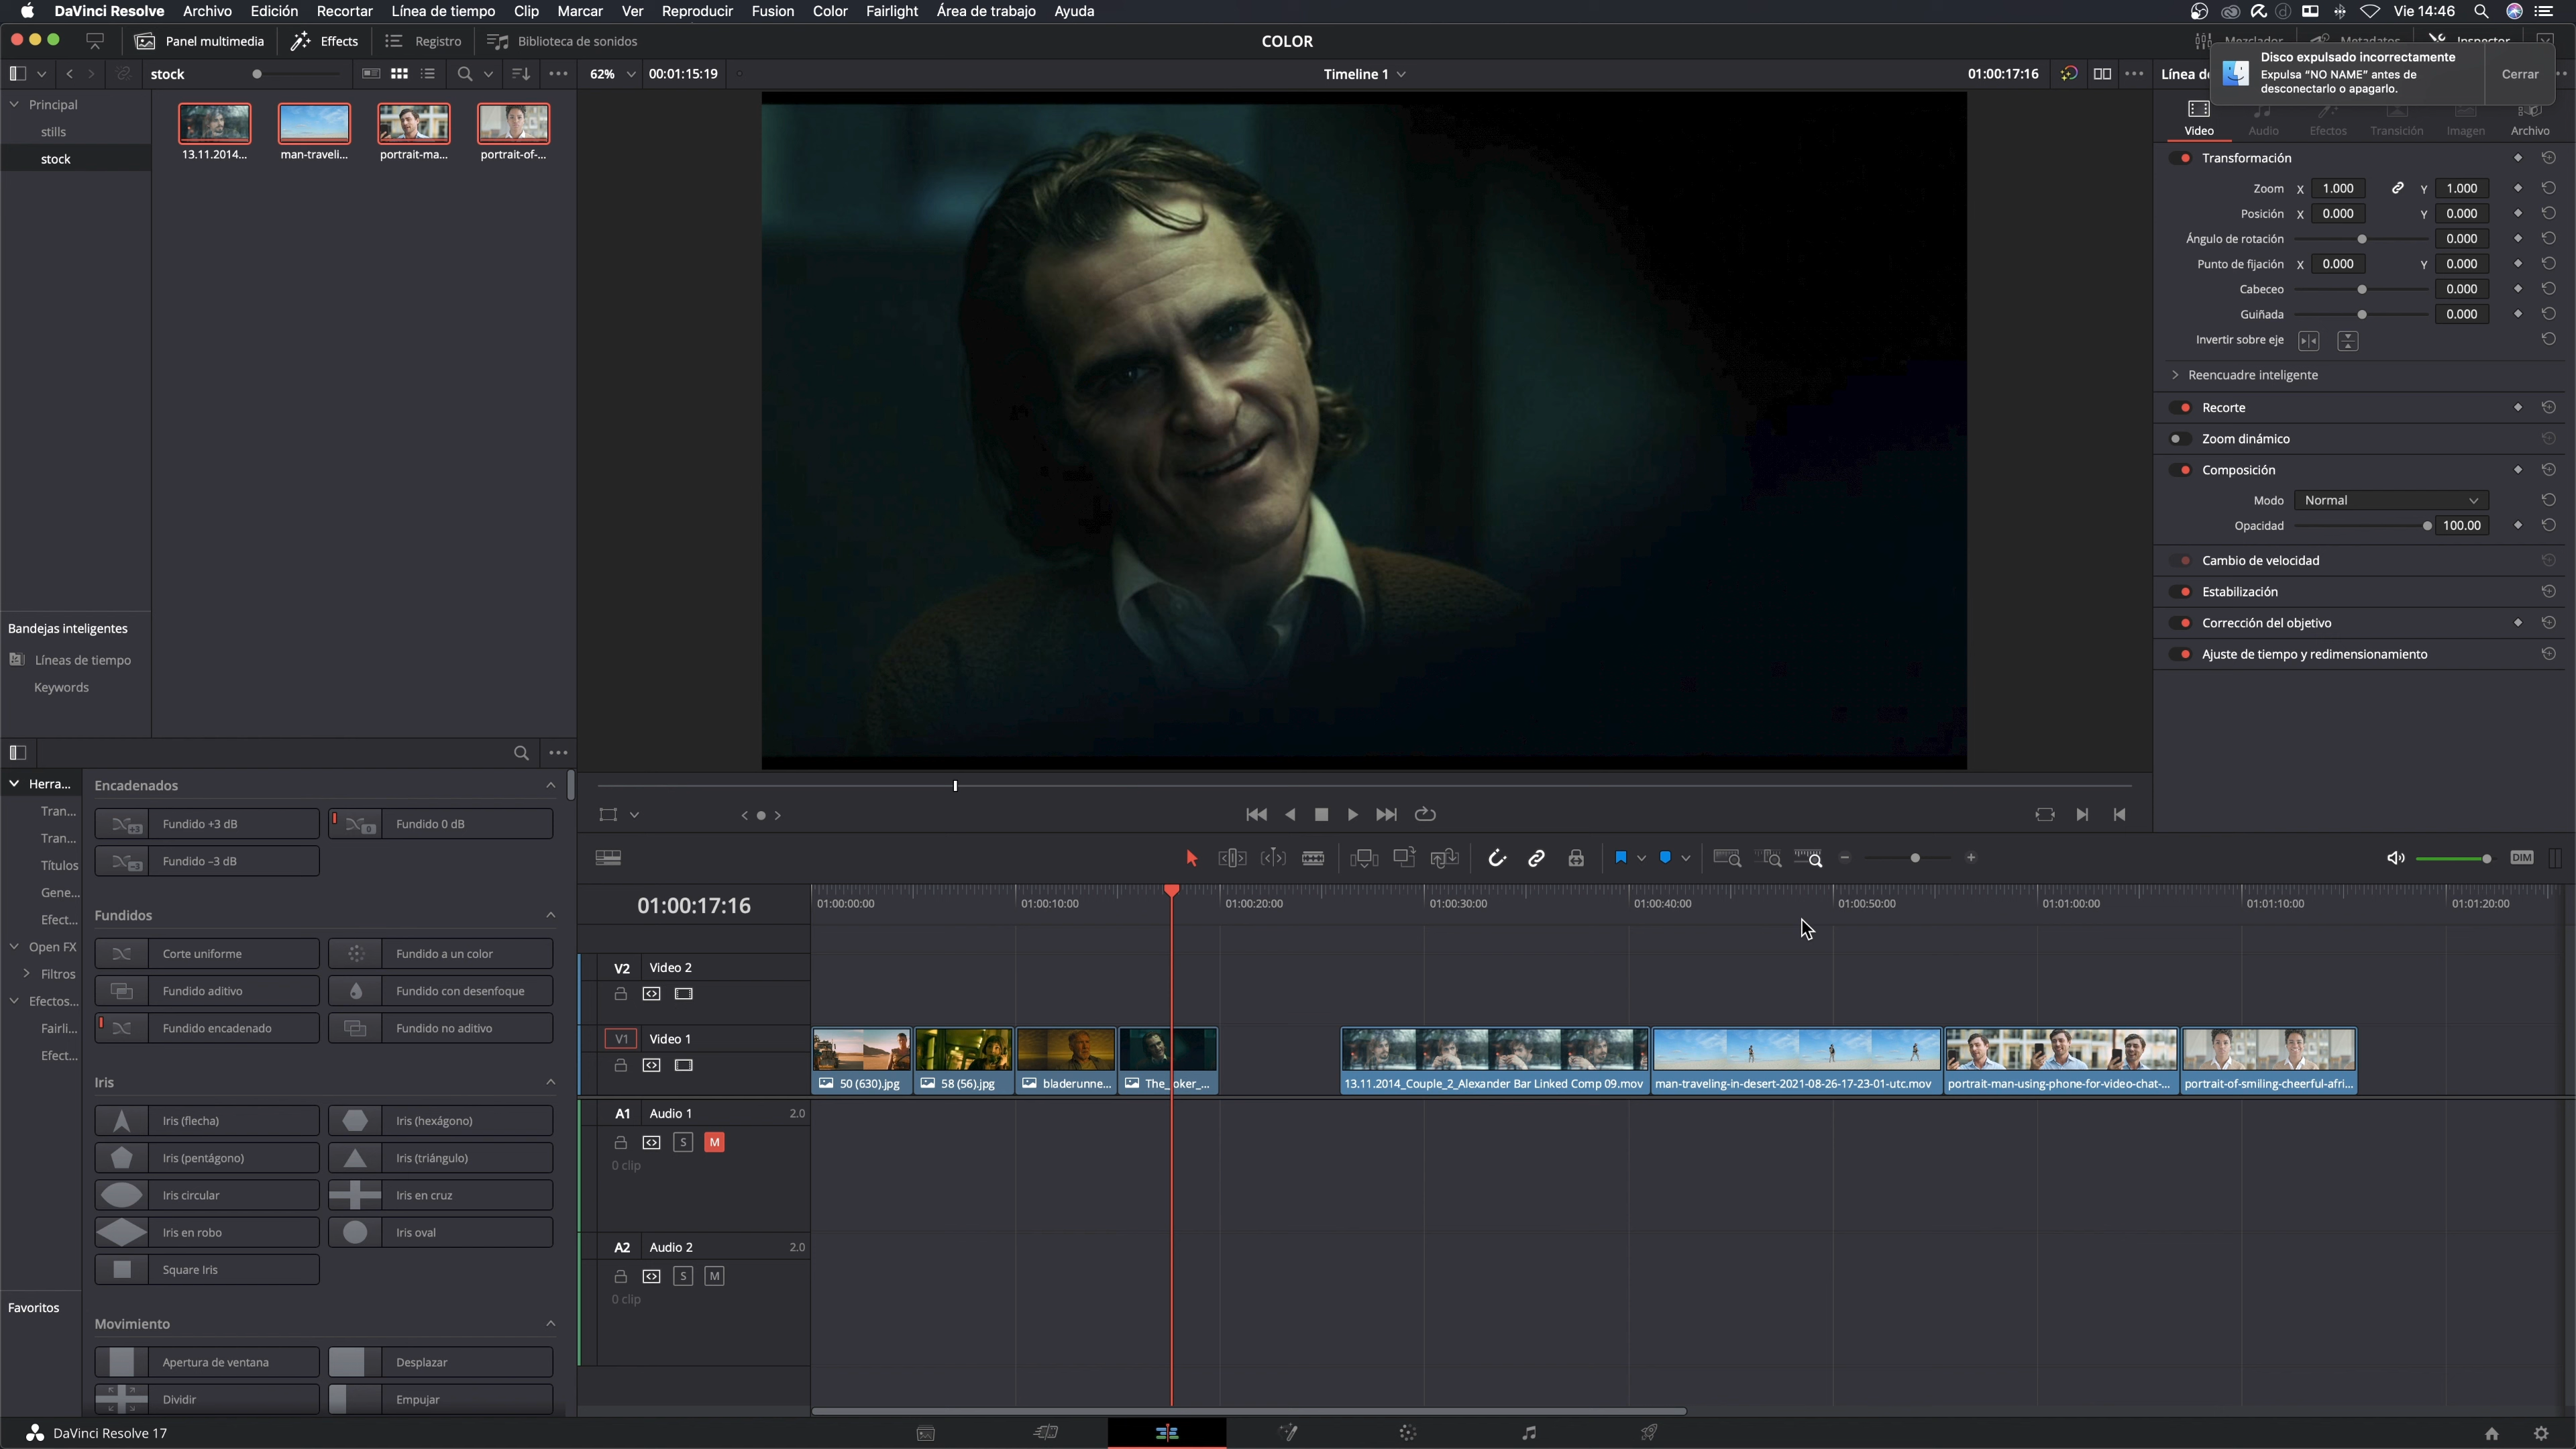 DaVinci Resolve Archivo Edición Recortar Línea de tiempo Clip Marcar Ver Reproducir Fusion Color Fairlight Área de trabajo Ayuda
Vie 14:46
Panel multimedia Effects Registro Biblioteca de sonidos
COLOR
Mezclador Metadatos Inspector
Disco expulsado incorrectamente
Expulsa “NO NAME” antes de
desconectarlo o apagarlo.
Cerrar
stock
62% 00:01:15:19
Timeline 1
01:00:17:16
Principal
stills
stock
13.11.2014... man-traveli... portrait-ma... portrait-of-...
Bandejas inteligentes
Líneas de tiempo
Keywords
Video Audio Efectos Transición Imagen Archivo
Transformación
Zoom X 1.000 Y 1.000
Posición X 0.000 Y 0.000
Ángulo de rotación 0.000
Punto de fijación X 0.000 Y 0.000
Cabeceo 0.000
Guiñada 0.000
Invertir sobre eje
Reencuadre inteligente
Recorte
Zoom dinámico
Composición
Modo Normal
Opacidad 100.00
Cambio de velocidad
Estabilización
Corrección del objetivo
Ajuste de tiempo y redimensionamiento
Herra...
Tran...
Tran...
Títulos
Gene...
Efect...
Open FX
Filtros
Efectos...
Fairli...
Efect...
Favoritos
Encadenados
Fundido +3 dB Fundido 0 dB
Fundido -3 dB
Fundidos
Corte uniforme Fundido a un color
Fundido aditivo Fundido con desenfoque
Fundido encadenado Fundido no aditivo
Iris
Iris (flecha) Iris (hexágono)
Iris (pentágono) Iris (triángulo)
Iris circular Iris en cruz
Iris en robo Iris oval
Square Iris
Movimiento
Apertura de ventana Desplazar
Dividir Empujar
DIM
01:00:17:16
01:00:00:00 01:00:10:00 01:00:20:00 01:00:30:00 01:00:40:00 01:00:50:00 01:01:00:00 01:01:10:00 01:01:20:00
V2 Video 2
V1 Video 1
50 (630).jpg 58 (56).jpg bladerunne... The_Joker_... 13.11.2014_Couple_2_Alexander Bar Linked Comp 09.mov man-traveling-in-desert-2021-08-26-17-23-01-utc.mov portrait-man-using-phone-for-video-chat-... portrait-of-smiling-cheerful-afri...
A1 Audio 1 2.0
S M
0 clip
A2 Audio 2 2.0
S M
0 clip
DaVinci Resolve 17